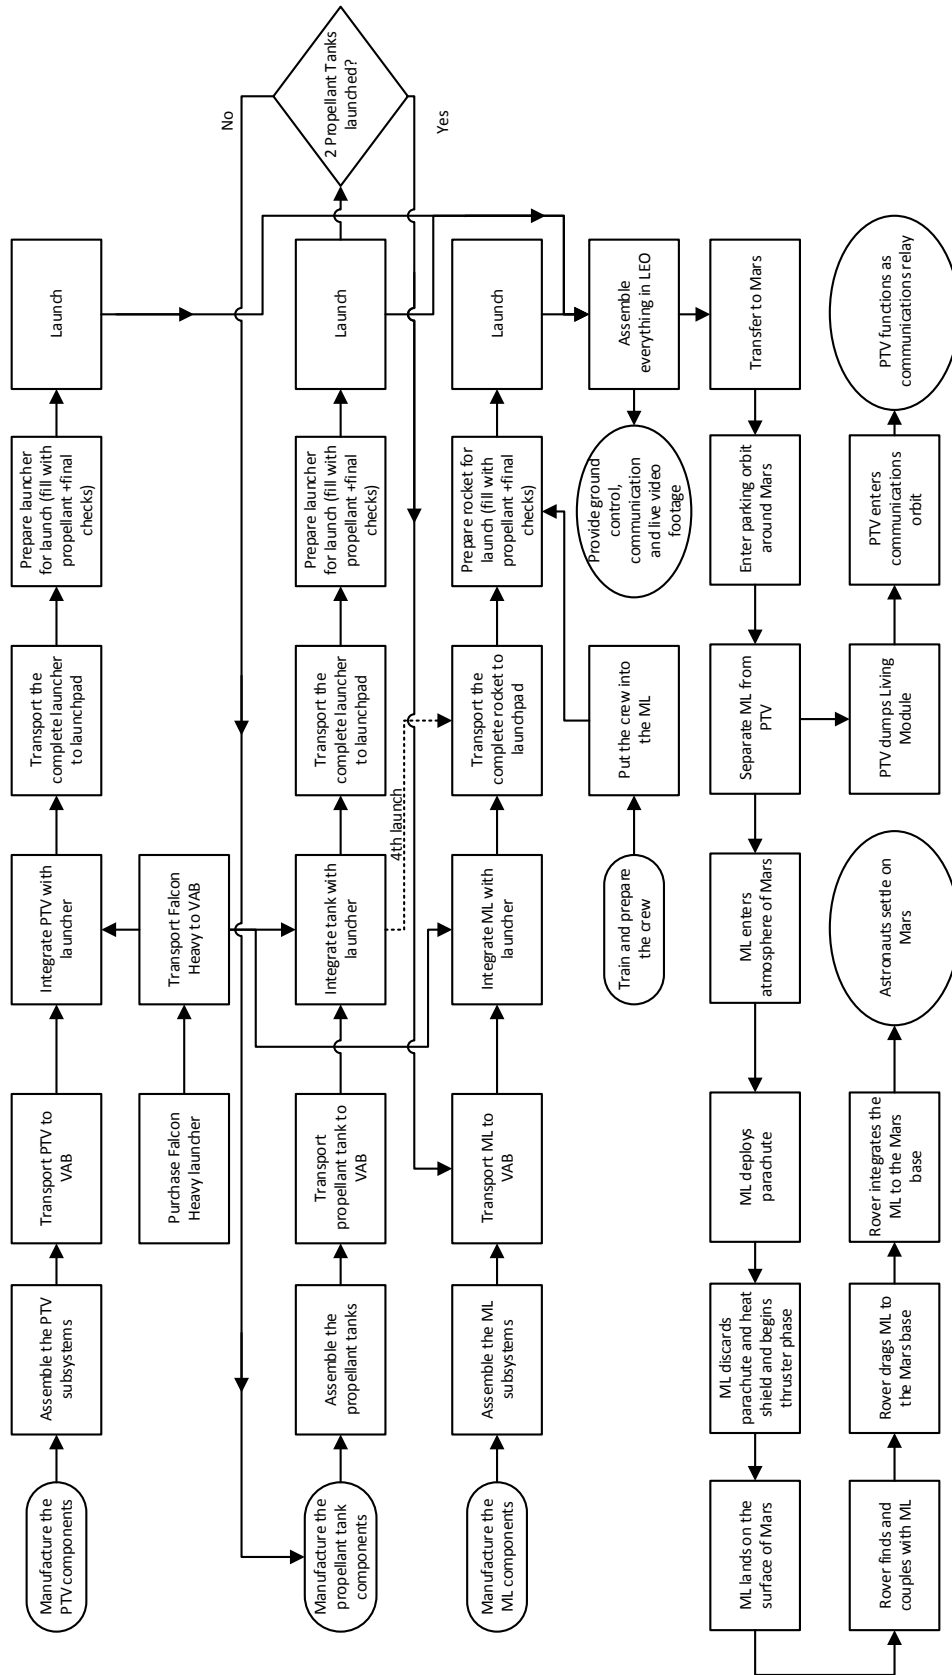 Manufacture the
PTV components
Assemble the PTV
subsystems
Transport PTV to
VAB
Integrate PTV with
launcher
Transport the
complete launcher
to launchpad
Prepare launcher
for launch (fill with
propellant +final
checks)
Launch
Purchase Falcon
Heavy launcher
Transport Falcon
Heavy to VAB
No
Manufacture the
propellant tank
components
Assemble the
propellant tanks
Transport
propellant tank to
VAB
Integrate tank with
launcher
Transport the
complete launcher
to launchpad
Prepare launcher
for launch (fill with
propellant +final
checks)
Launch
2 Propellant Tanks
launched?
4th launch
Yes
Manufacture the
ML components
Assemble the ML
subsystems
Transport ML to
VAB
Integrate ML with
launcher
Transport the
complete rocket to
launchpad
Prepare rocket for
launch (fill with
propellant +final
checks)
Launch
Train and prepare
the crew
Put the crew into
the ML
Provide ground
control,
communication
and live video
footage
Assemble
everything in LEO
ML lands on the
surface of Mars
ML discards
parachute and heat
shield and begins
thruster phase
ML deploys
parachute
ML enters
atmosphere of Mars
Separate ML from
PTV
Enter parking orbit
around Mars
Transfer to Mars
Rover finds and
couples with ML
Rover drags ML to
the Mars base
Rover integrates the
ML to the Mars
base
Astronauts settle on
Mars
PTV dumps Living
Module
PTV enters
communications
orbit
PTV functions as
communications relay